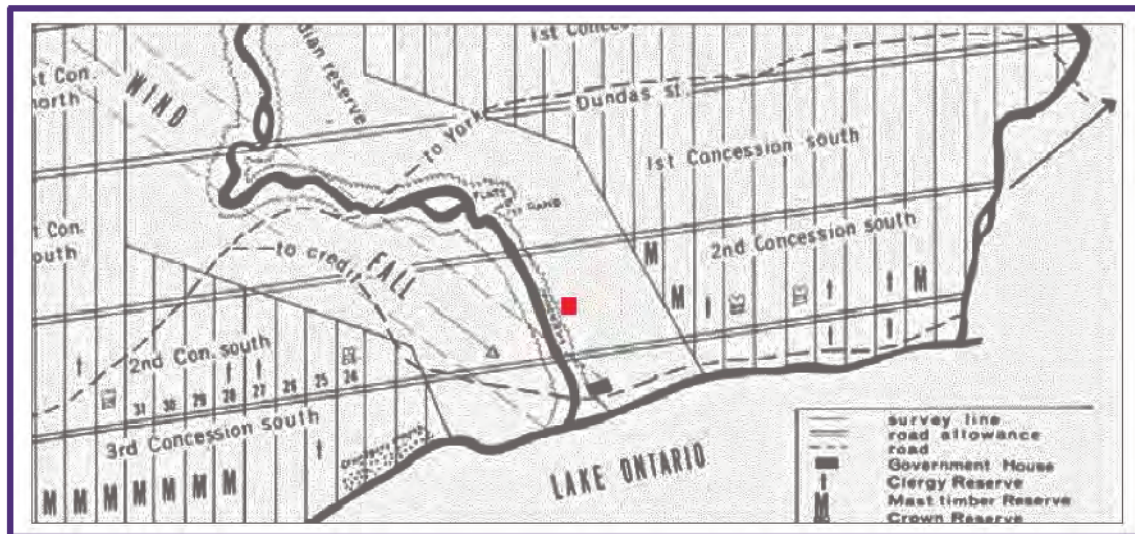 1st Con.
north
WIND
dian reserve
1st Conce
Dundas St.
to York
1st Concession south
2nd Concession south
t Con.
outh
to credit
FALL
M
M
M
M
2nd Con. south
31 30 29 28 27 26 25 24
3rd Concession south
M M M M M M M
LAKE ONTARIO
survey line
road allowance
road
Government House
Clergy Reserve
M Mast timber Reserve
Crown Reserve